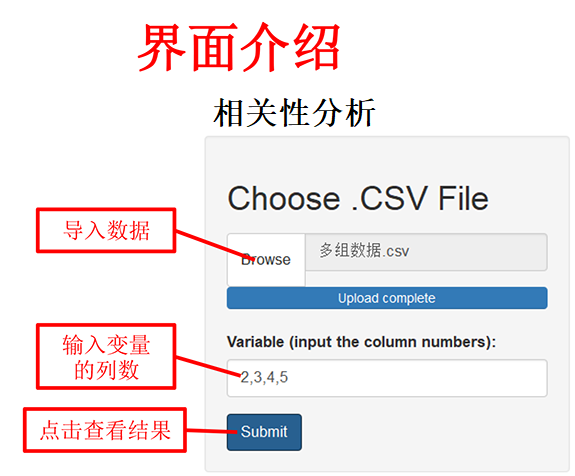 界面介绍
相关性分析
Choose .CSV File
导入数据
Browse
多组数据.csv
Upload complete
Variable (input the column numbers):
输入变量
的列数
2,3,4,5
点击查看结果
Submit